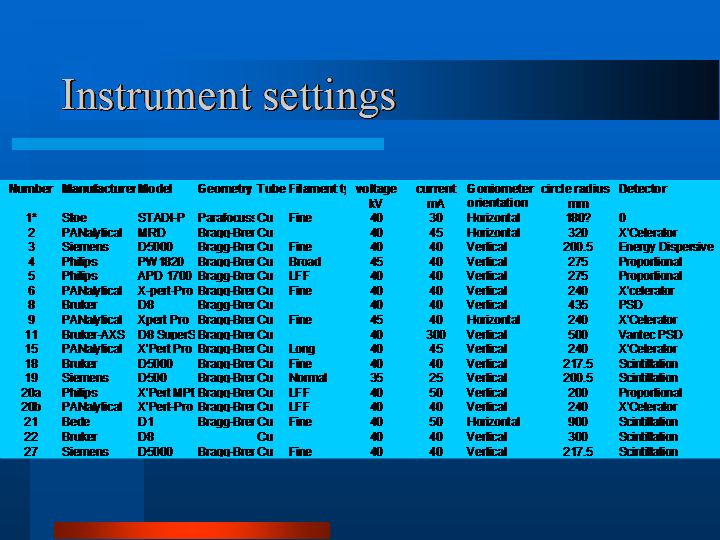 Instrument settings
Number Manufacturer Model Geometry Tube Filament ty voltage current Goniometer circle radius Detector
kV mA orientation mm
1* Stoe STADI-P Parafocuss Cu Fine 40 30 Horizontal 180? 0
2 PANalytical MRD Bragg-Bren Cu 40 45 Horizontal 320 X'Celerator
3 Siemens D5000 Bragg-Bren Cu Fine 40 40 Vertical 200.5 Energy Dispersive
4 Philips PW1820 Bragg-Bren Cu Broad 45 40 Vertical 275 Proportional
5 Philips APD 1700 Bragg-Bren Cu LFF 40 40 Vertical 275 Proportional
6 PANalytical X-pert-Pro Bragg-Bren Cu Fine 40 40 Vertical 240 X'celerator
8 Bruker D8 Bragg-Bren Cu 40 40 Vertical 435 PSD
9 PANalytical Xpert Pro Bragg-Bren Cu Fine 45 40 Horizontal 240 X'Celerator
11 Bruker-AXS D8 SuperS Bragg-Bren Cu 40 300 Vertical 500 Vantec PSD
15 PANalytical X'Pert Pro Bragg-Bren Cu Long 40 45 Vertical 240 X'Celerator
18 Bruker D5000 Bragg-Bren Cu Fine 40 40 Vertical 217.5 Scintillation
19 Siemens D500 Bragg-Bren Cu Normal 35 25 Vertical 200.5 Scintillation
20a Philips X'Pert MPD Bragg-Bren Cu LFF 40 50 Vertical 200 Proportional
20b PANalytical X'Pert-Pro Bragg-Bren Cu LFF 40 40 Vertical 240 X'Celerator
21 Bede D1 Bragg-Bren Cu Fine 40 50 Horizontal 900 Scintillation
22 Bruker D8 Cu 40 40 Vertical 300 Scintillation
27 Siemens D5000 Bragg-Bren Cu Fine 40 40 Vertical 217.5 Scintillation